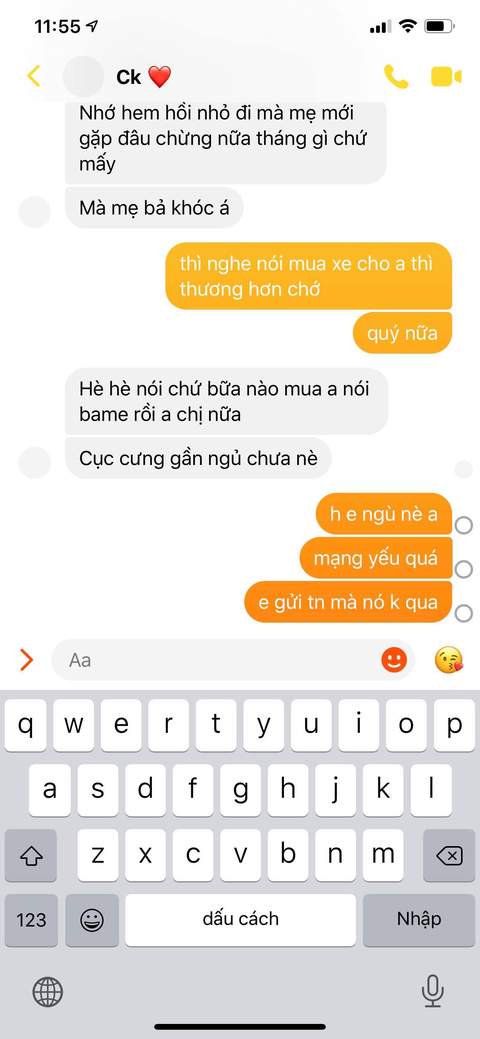 11:55
Ck ❤️
Nhớ hem hồi nhỏ đi mà mẹ mới
gặp đâu chừng nữa tháng gì chứ
mấy
Mà mẹ bả khóc á
thì nghe nói mua xe cho a thì
thương hơn chớ
quý nữa
Hè hè nói chứ bữa nào mua a nói
bame rồi a chị nữa
Cục cưng gần ngủ chưa nè
h e ngù nè a
mạng yếu quá
e gửi tn mà nó k qua
Aa
q w e r t y u i o p
a s d f g h j k l
z x c v b n m
123 dấu cách Nhập